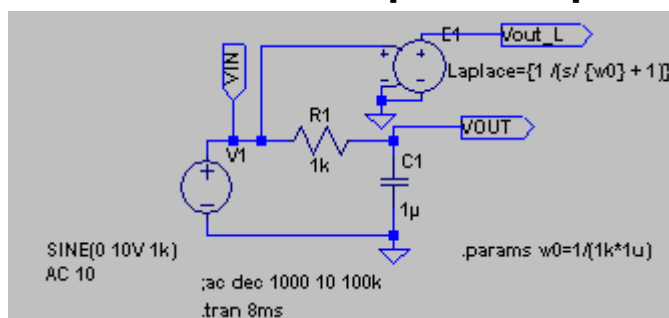 E1
Vout_L
VIN
Laplace={1 /(s/ {w0} + 1)}
R1
VOUT
V1
1k
C1
1µ
SINE(0 10V 1k)
AC 10
.params w0=1/(1k*1u)
;ac dec 1000 10 100k
.tran 8ms